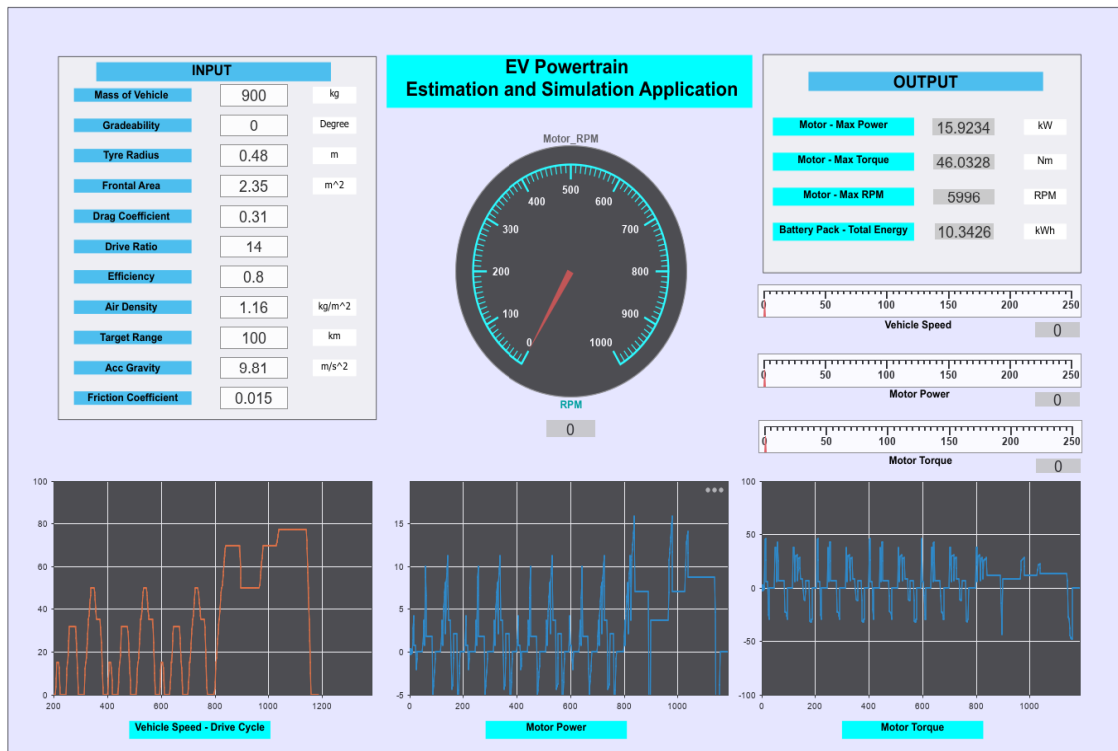 INPUT
Mass of Vehicle 900 kg
Gradeability 0 Degree
Tyre Radius 0.48 m
Frontal Area 2.35 m^2
Drag Coefficient 0.31
Drive Ratio 14
Efficiency 0.8
Air Density 1.16 kg/m^2
Target Range 100 km
Acc Gravity 9.81 m/s^2
Friction Coefficient 0.015
EV Powertrain
Estimation and Simulation Application
Motor_RPM
0 100 200 300 400 500 600 700 800 900 1000
RPM
0
OUTPUT
Motor - Max Power 15.9234 kW
Motor - Max Torque 46.0328 Nm
Motor - Max RPM 5996 RPM
Battery Pack - Total Energy 10.3426 kWh
0 50 100 150 200 250
Vehicle Speed
0
0 50 100 150 200 250
Motor Power
0
0 50 100 150 200 250
Motor Torque
0
100
80
60
40
20
0
200 400 600 800 1000 1200
Vehicle Speed - Drive Cycle
15
10
5
0
-5
0 200 400 600 800 1000
Motor Power
100
50
0
-50
-100
0 200 400 600 800 1000
Motor Torque